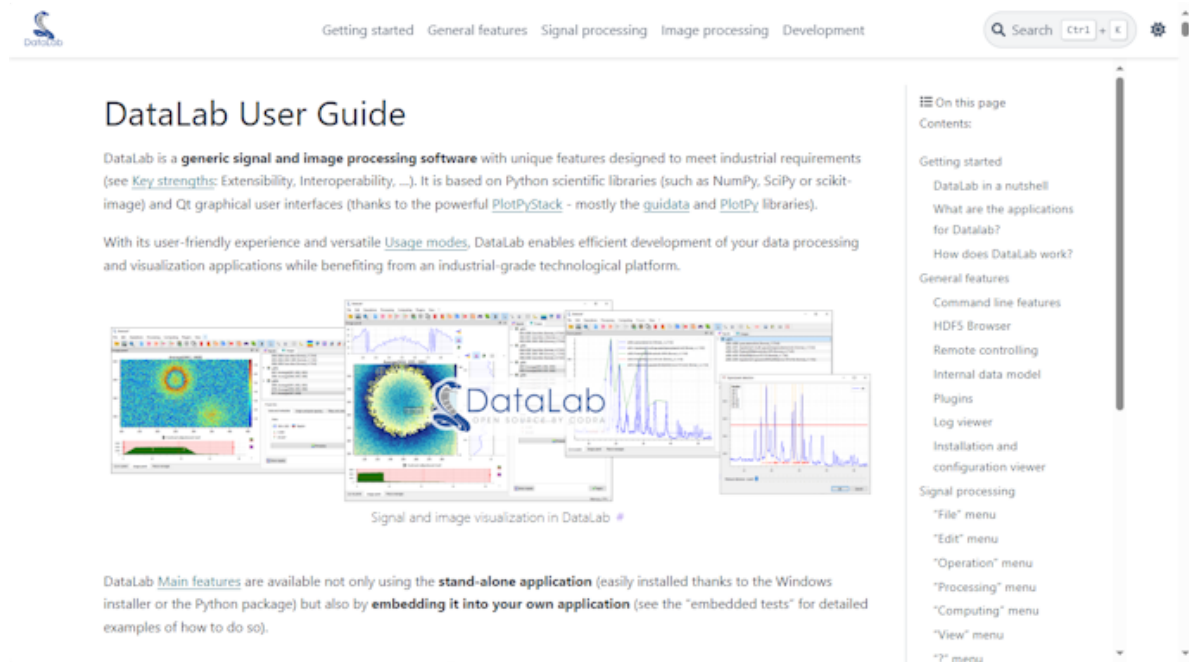 DataLab
Getting started General features Signal processing Image processing Development
Search Ctrl + K
DataLab User Guide
DataLab is a generic signal and image processing software with unique features designed to meet industrial requirements
(see Key strengths: Extensibility, Interoperability, ...). It is based on Python scientific libraries (such as NumPy, SciPy or scikit-
image) and Qt graphical user interfaces (thanks to the powerful PlotPyStack - mostly the guidata and PlotPy libraries).
With its user-friendly experience and versatile Usage modes, DataLab enables efficient development of your data processing
and visualization applications while benefiting from an industrial-grade technological platform.
DataLab
OPEN SOURCE BY CODRA
Signal and image visualization in DataLab #
DataLab Main features are available not only using the stand-alone application (easily installed thanks to the Windows
installer or the Python package) but also by embedding it into your own application (see the "embedded tests" for detailed
examples of how to do so).
On this page
Contents:
Getting started
DataLab in a nutshell
What are the applications
for Datalab?
How does DataLab work?
General features
Command line features
HDF5 Browser
Remote controlling
Internal data model
Plugins
Log viewer
Installation and
configuration viewer
Signal processing
"File" menu
"Edit" menu
"Operation" menu
"Processing" menu
"Computing" menu
"View" menu
"?" menu